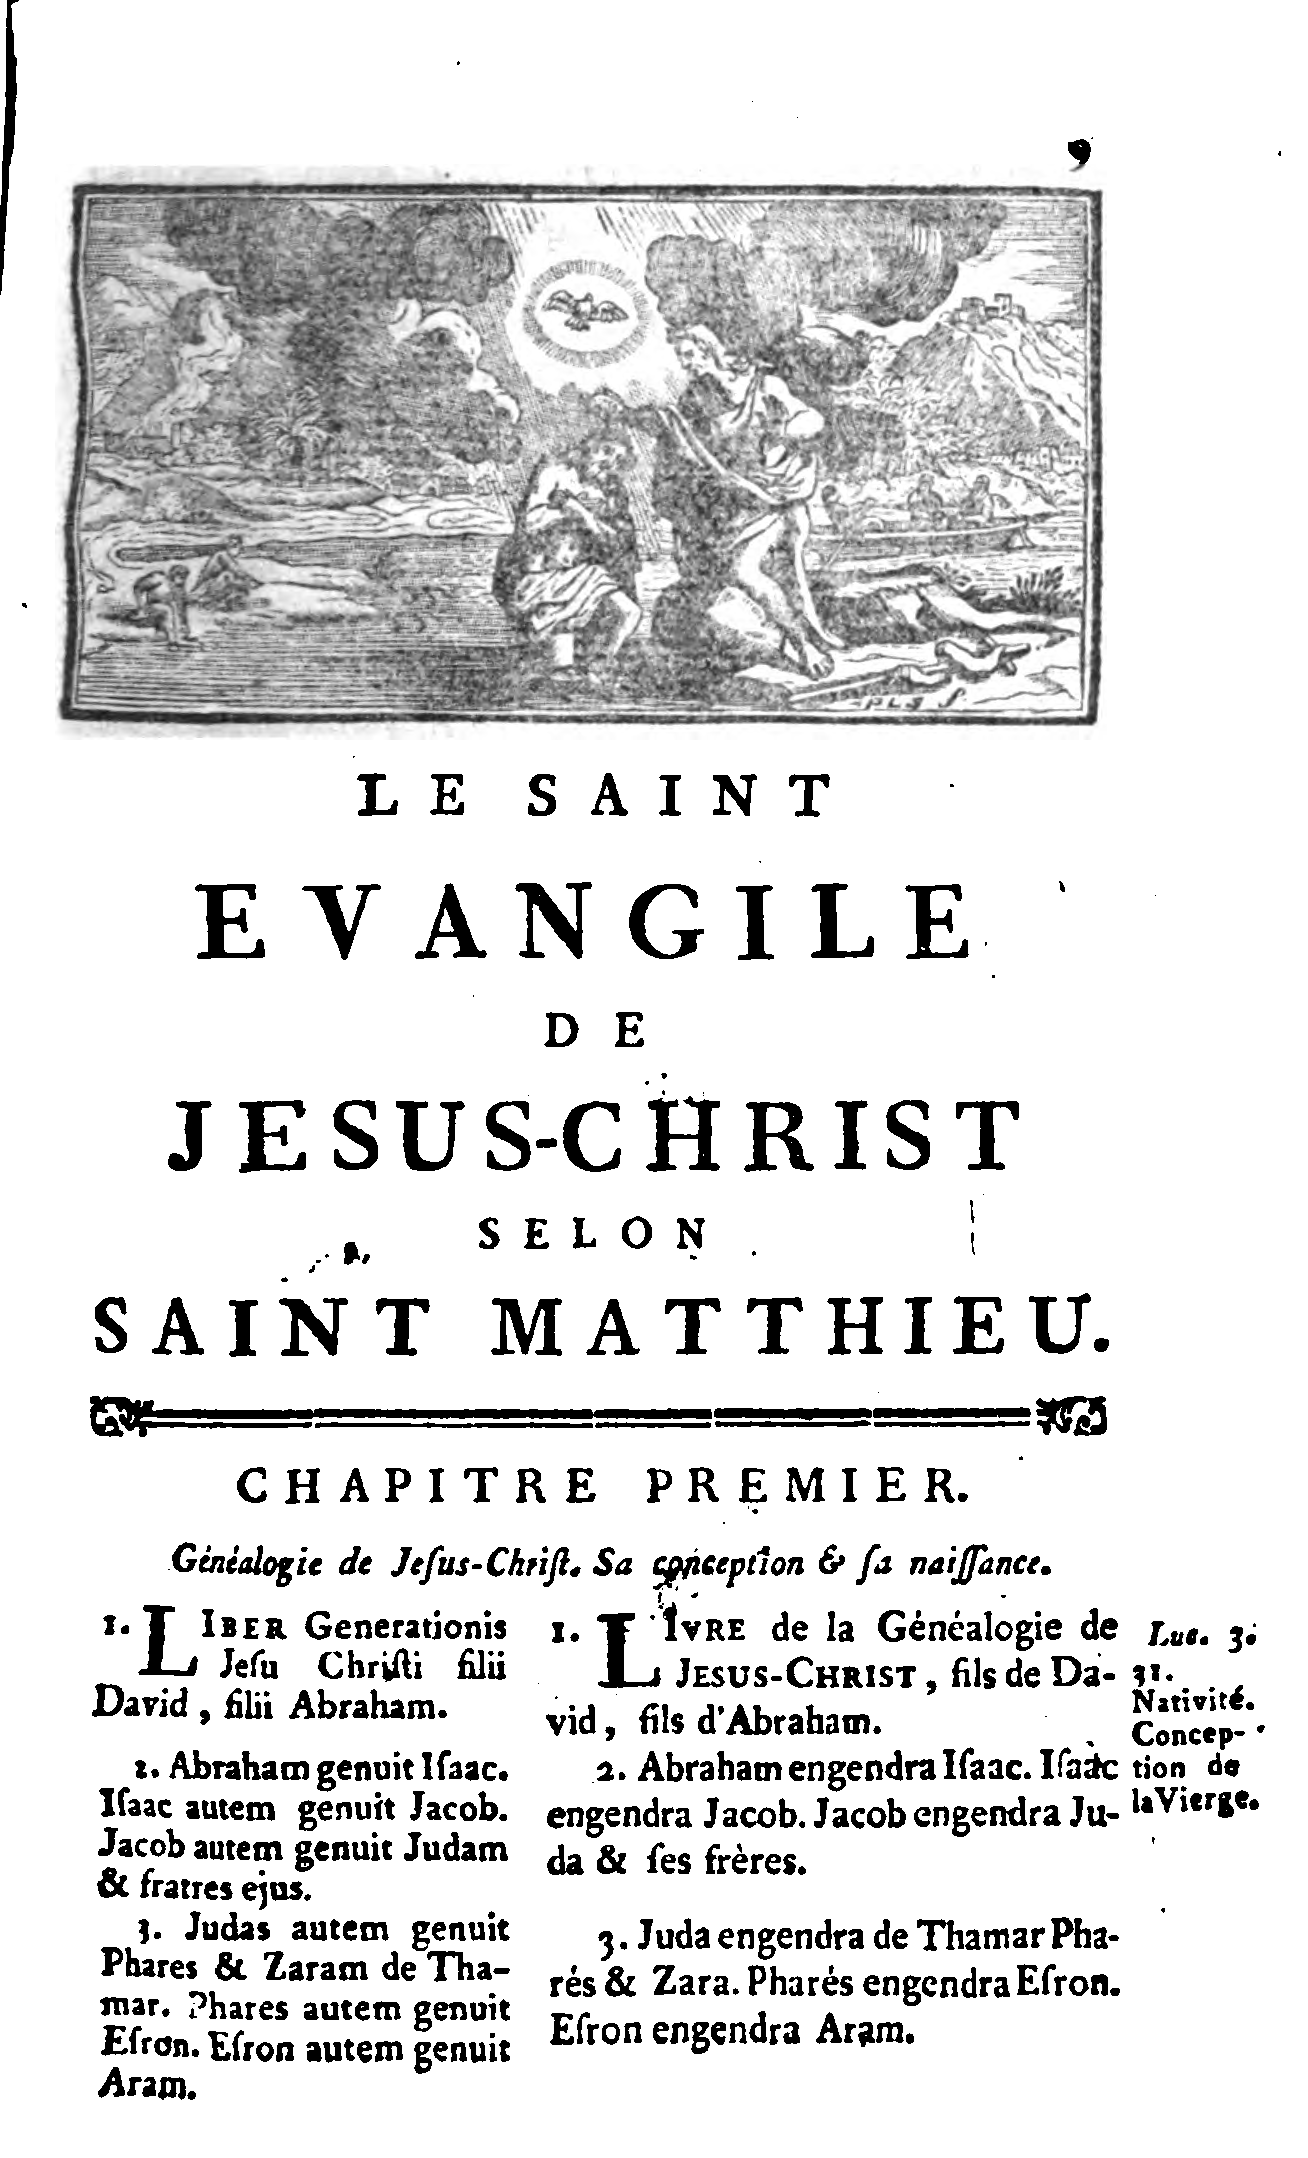 9
LE SAINT
EVANGILE
DE
JESUS-CHRIST
SELON
SAINT MATTHIEU.
CHAPITRE PREMIER.
Généalogie de Jeſus-Chriſt. Sa conception & ſa naiſſance.
1. LIBER Generationis
Jeſu Chriſti filii
David, filii Abraham.
2. Abraham genuit Iſaac.
Iſaac autem genuit Jacob.
Jacob autem genuit Judam
& fratres ejus.
3. Judas autem genuit
Phares & Zaram de Tha-
mar. Phares autem genuit
Eſron. Eſron autem genuit
Aram.
1. LIVRE de la Généalogie de
JESUS-CHRIST, fils de Da-
vid, fils d'Abraham.
2. Abraham engendra Iſaac. Iſaac
engendra Jacob. Jacob engendra Ju-
da & ſes frères.
3. Juda engendra de Thamar Pha-
rés & Zara. Pharés engendra Eſron.
Eſron engendra Aram.
Luc. 3.
31.
Nativité.
Concep-
tion de
la Vierge.